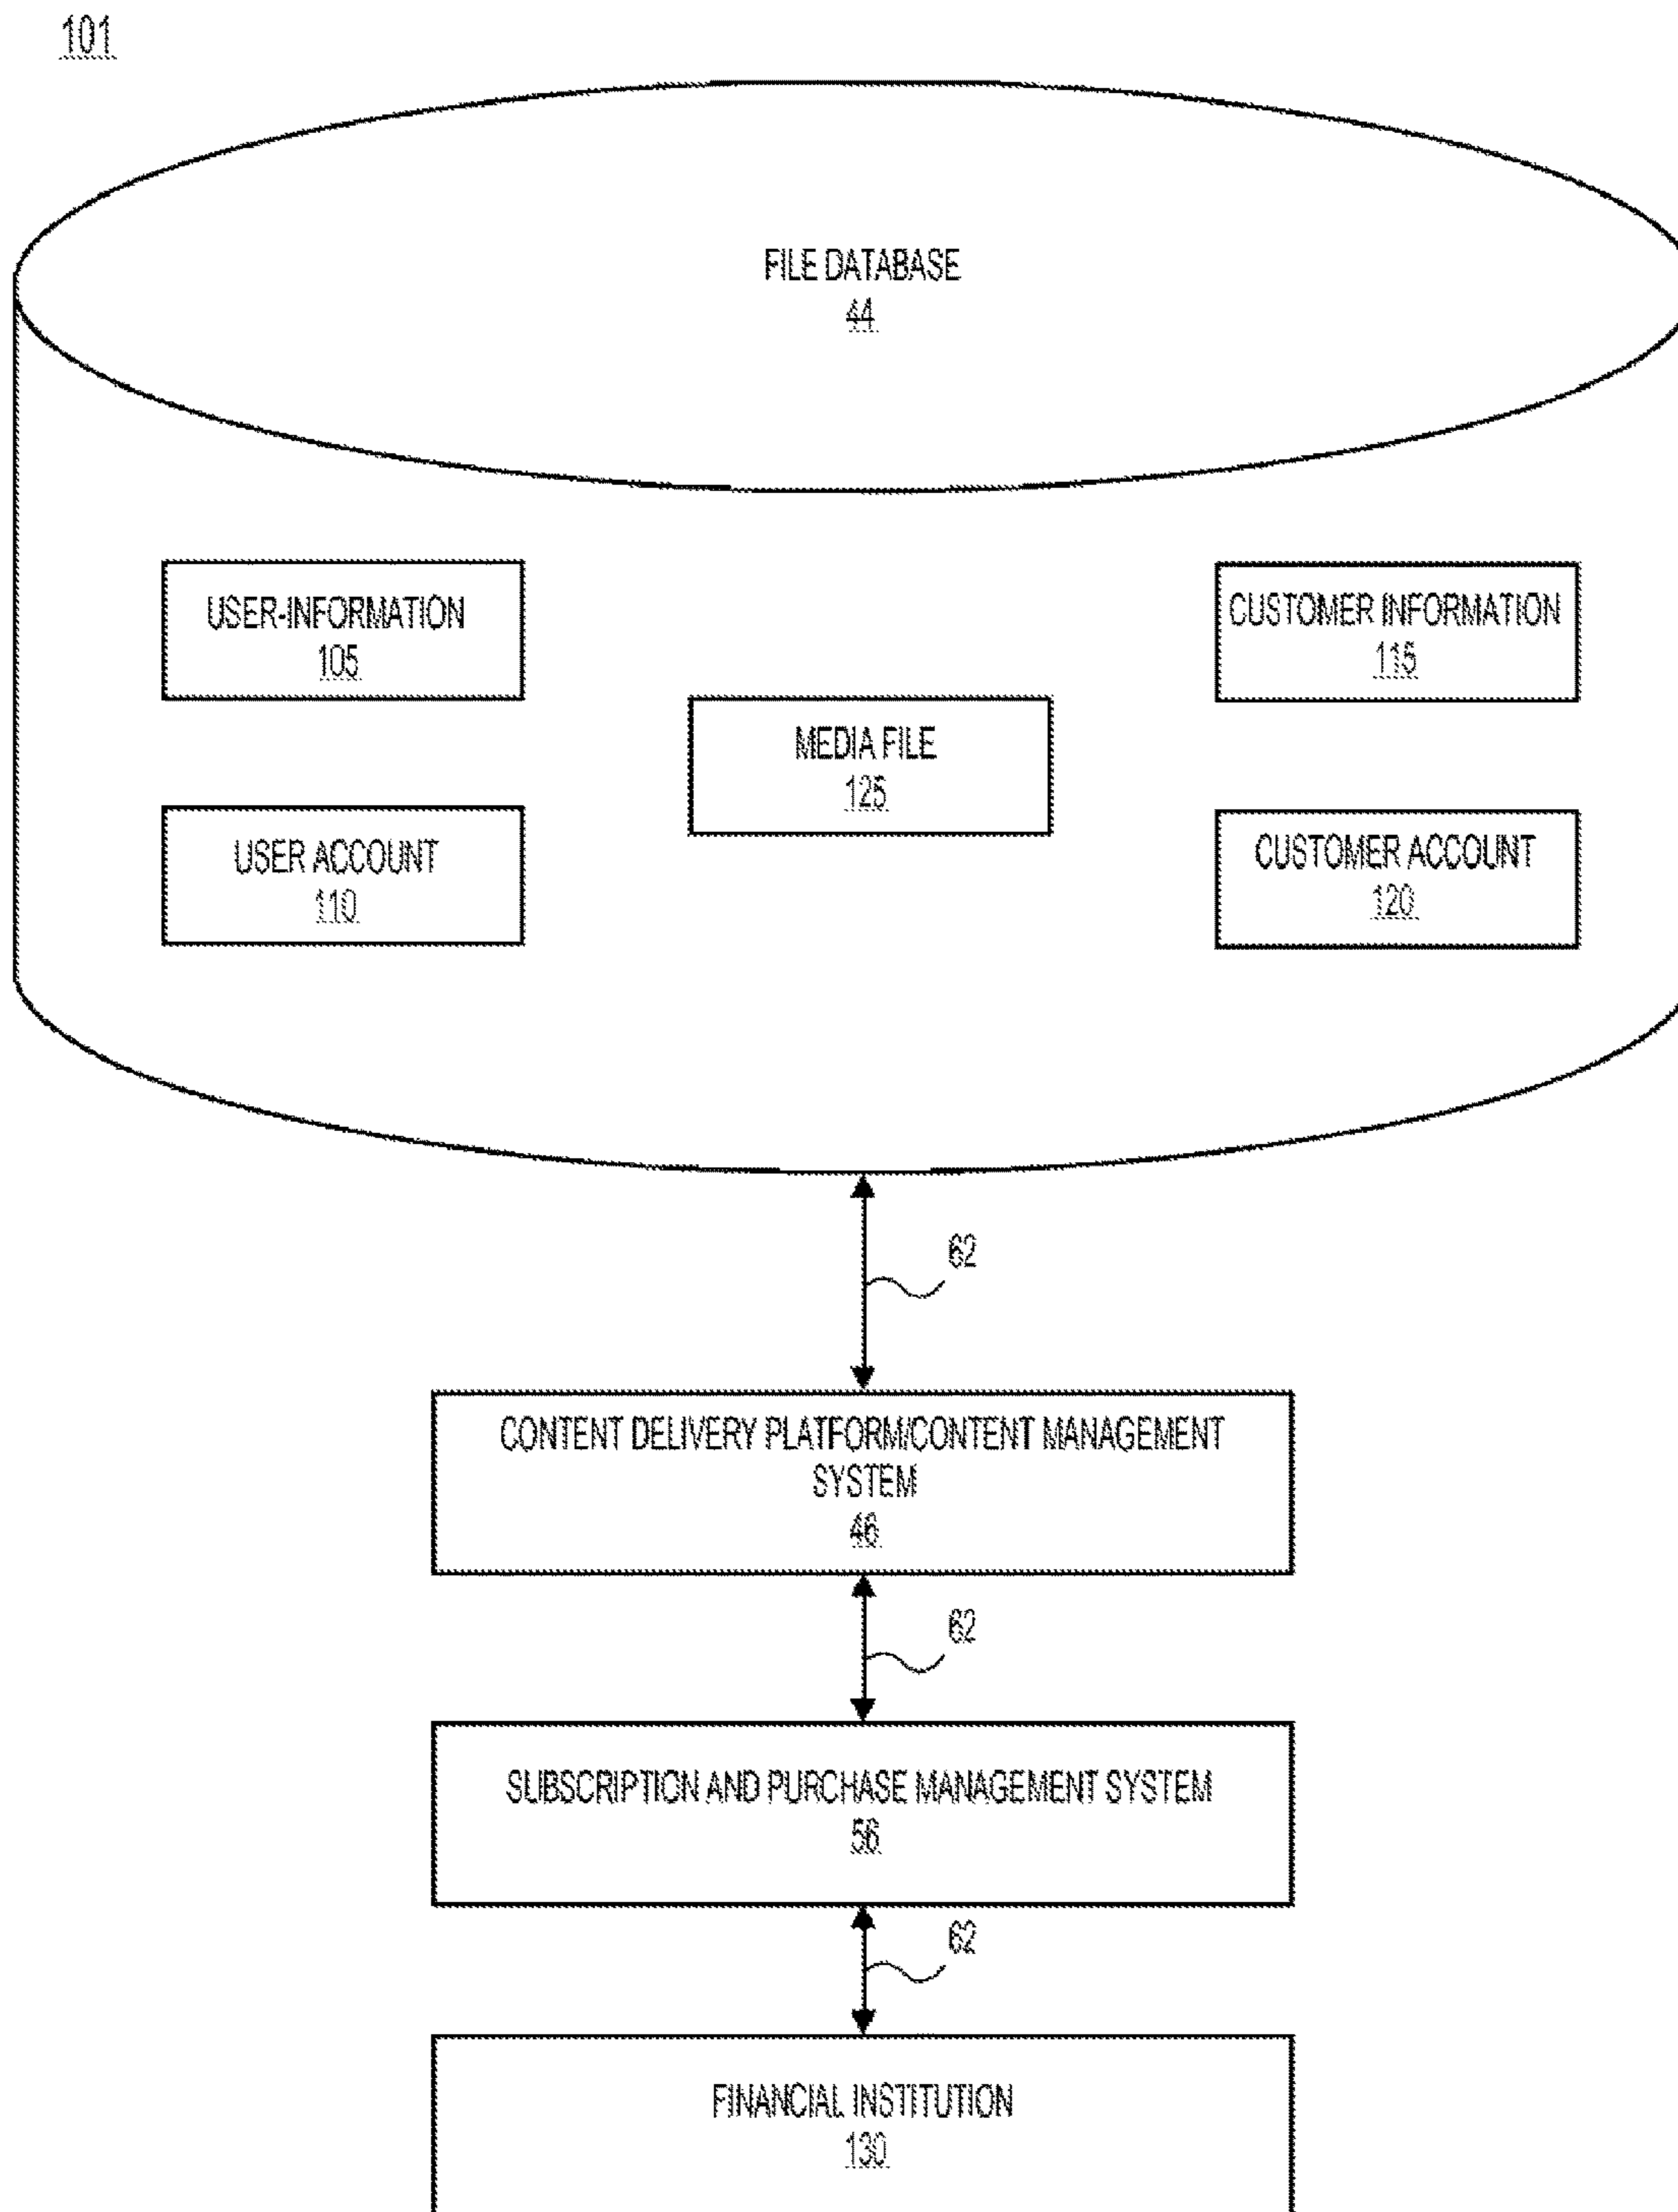 101
FILE DATABASE
44
USER-INFORMATION
105
CUSTOMER INFORMATION
115
MEDIA FILE
125
USER ACCOUNT
110
CUSTOMER ACCOUNT
120
62
CONTENT DELIVERY PLATFORM/CONTENT MANAGEMENT
SYSTEM
46
62
SUBSCRIPTION AND PURCHASE MANAGEMENT SYSTEM
56
62
FINANCIAL INSTITUTION
130